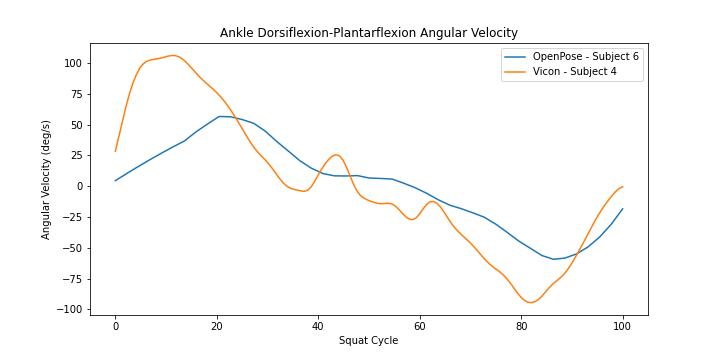 Ankle Dorsiflexion-Plantarflexion Angular Velocity
OpenPose - Subject 6
Vicon - Subject 4
Angular Velocity (deg/s)
100
75
50
25
0
−25
−50
−75
−100
0 20 40 60 80 100
Squat Cycle